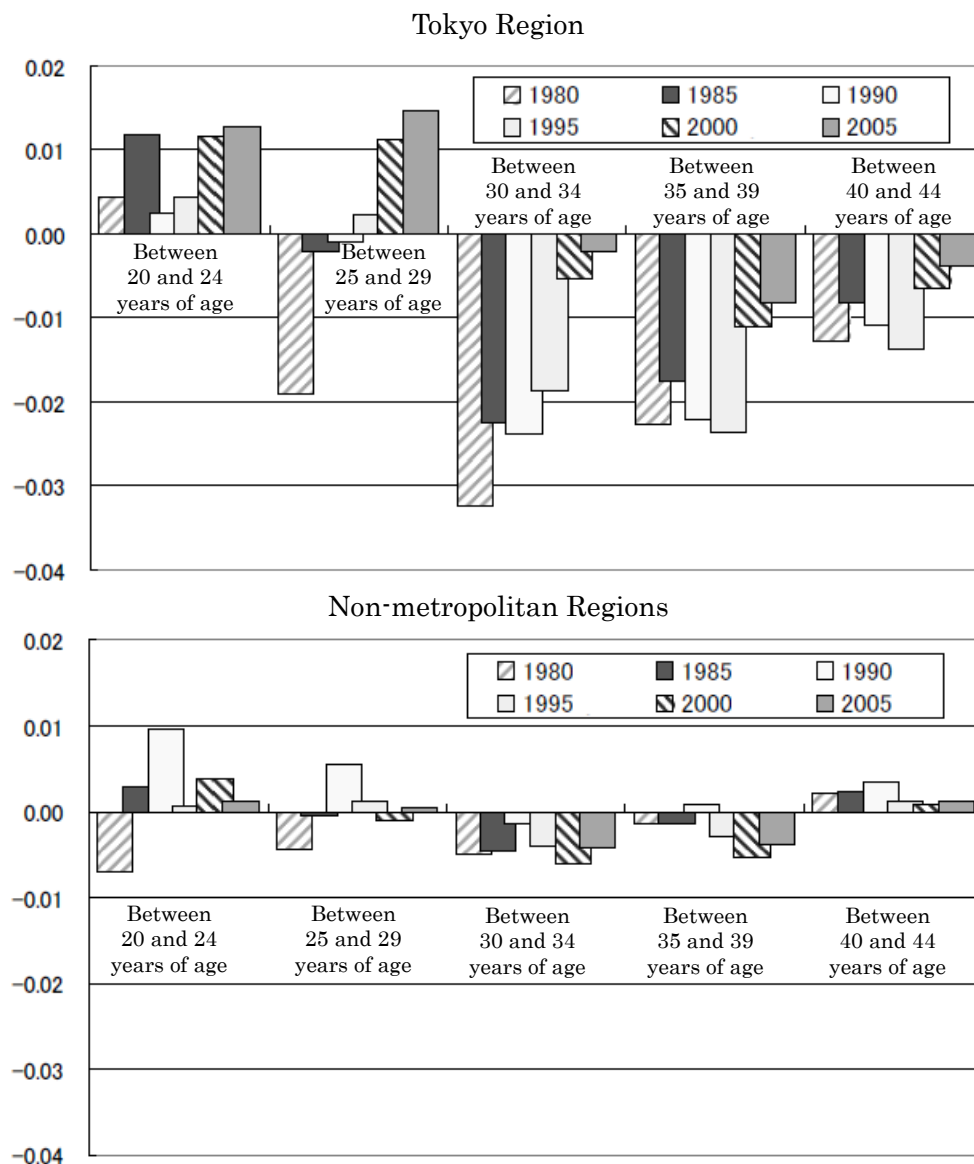 Tokyo Region
0.02
1980 1985 1990
1995 2000 2005
0.01
Between
30 and 34
years of age
Between
35 and 39
years of age
Between
40 and 44
years of age
0.00
Between
20 and 24
years of age
Between
25 and 29
years of age
-0.01
-0.02
-0.03
-0.04
Non-metropolitan Regions
0.02
1980 1985 1990
1995 2000 2005
0.01
0.00
-0.01
Between
20 and 24
years of age
Between
25 and 29
years of age
Between
30 and 34
years of age
Between
35 and 39
years of age
Between
40 and 44
years of age
-0.02
-0.03
-0.04